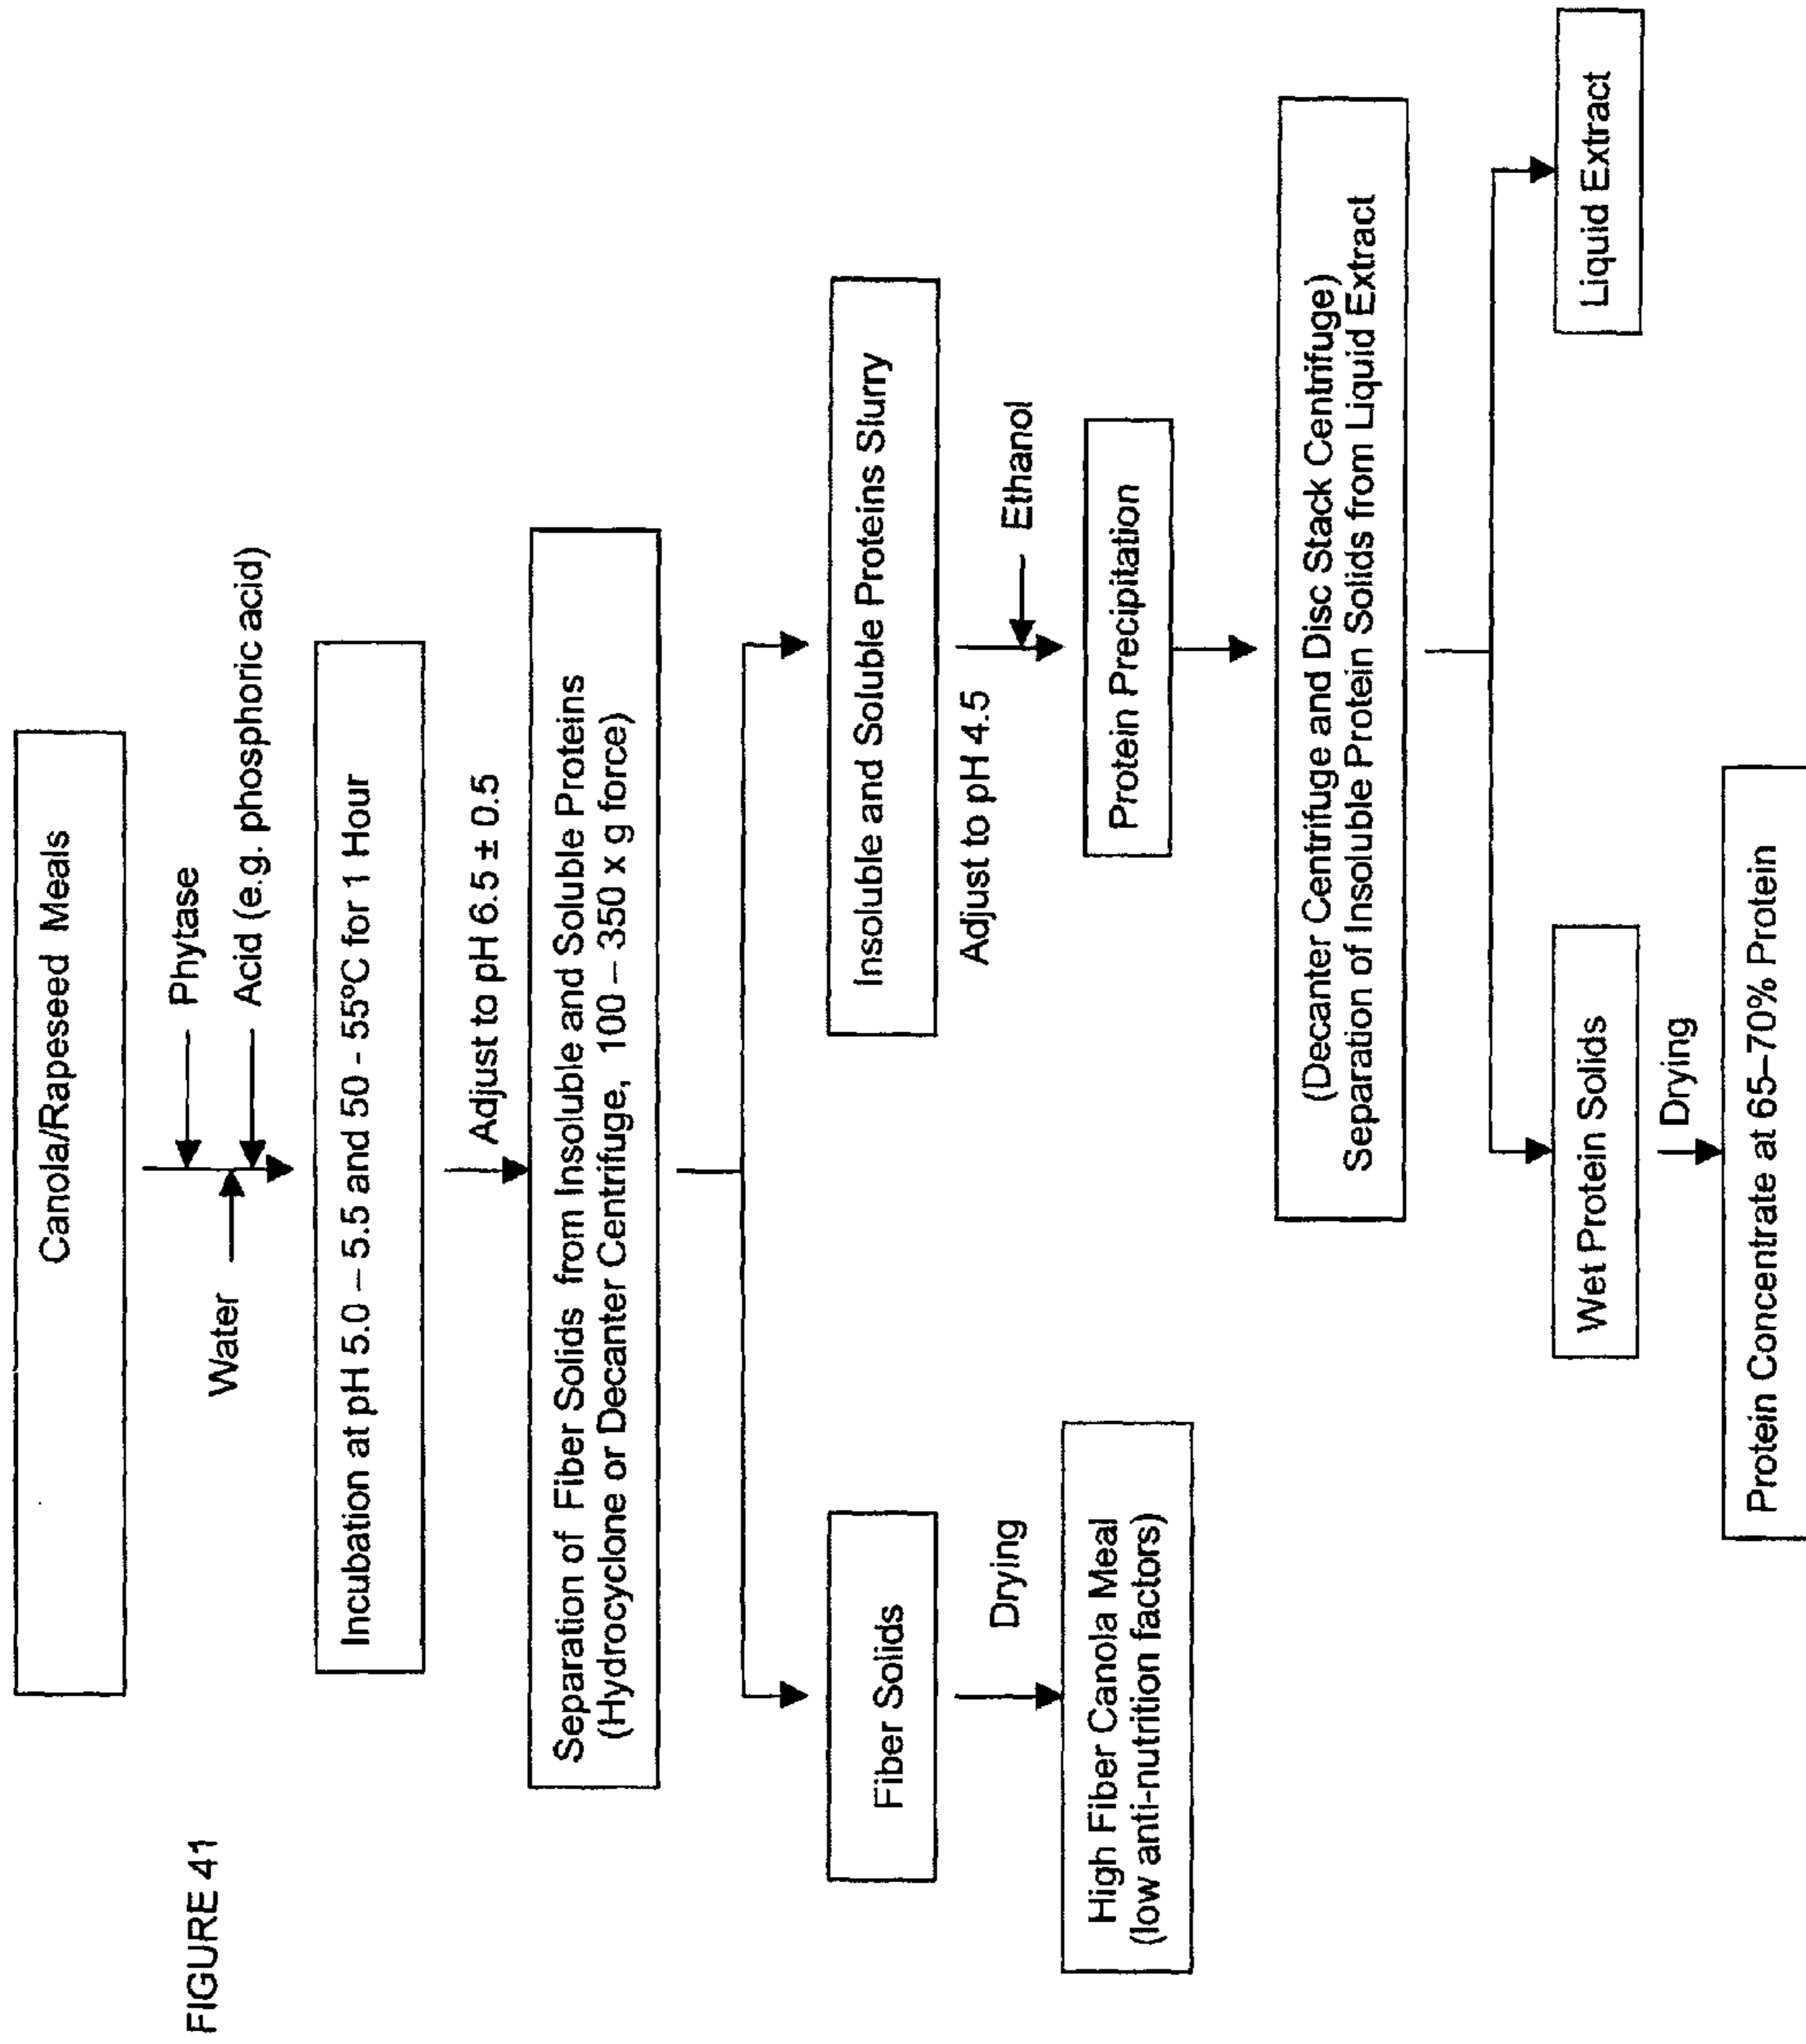 FIGURE 41
Canola/Rapeseed Meals
Phytase
Water
Acid (e.g. phosphoric acid)
Incubation at pH 5.0 – 5.5 and 50 - 55ºC for 1 Hour
Adjust to pH 6.5 ± 0.5
Separation of Fiber Solids from Insoluble and Soluble Proteins
(Hydrocyclone or Decanter Centrifuge, 100 – 350 x g force)
Fiber Solids
Insoluble and Soluble Proteins Slurry
Drying
Adjust to pH 4.5
Ethanol
High Fiber Canola Meal
(low anti-nutrition factors)
Protein Precipitation
(Decanter Centrifuge and Disc Stack Centrifuge)
Separation of Insoluble Protein Solids from Liquid Extract
Wet Protein Solids
Liquid Extract
Drying
Protein Concentrate at 65–70% Protein